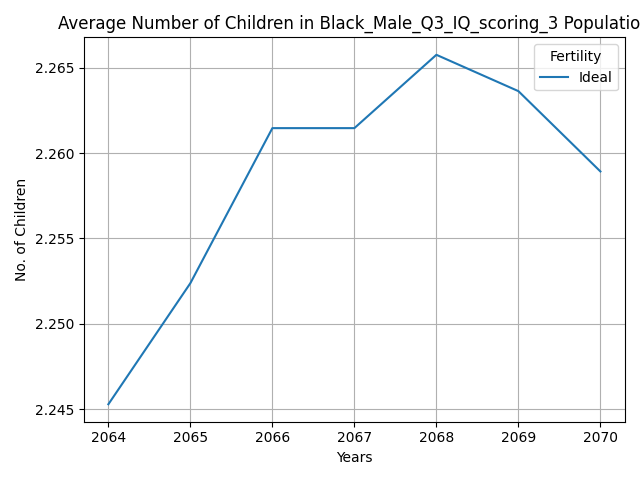 Average Number of Children in Black_Male_Q3_IQ_scoring_3 Populatio
Fertility
Ideal
2.265
2.260
2.255
2.250
2.245
No. of Children
2064 2065 2066 2067 2068 2069 2070
Years